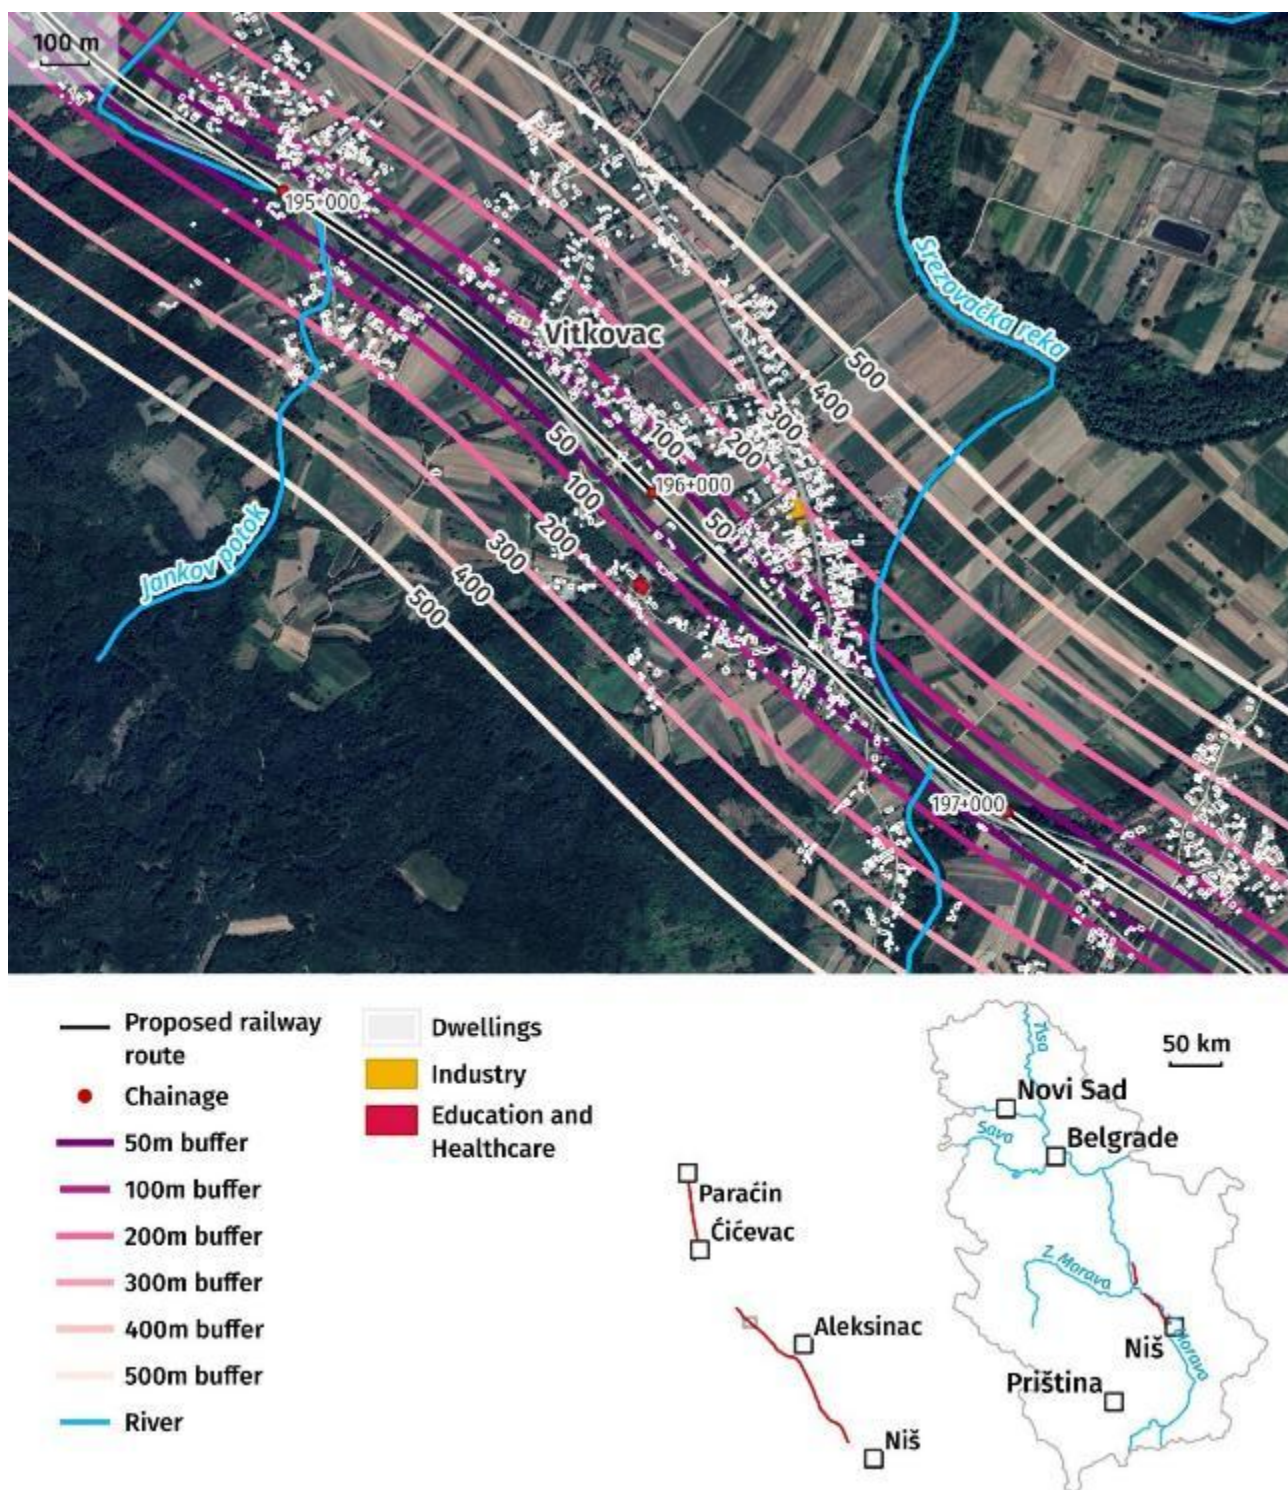 100 m
195+000
Srezovačka reka
Vitkovac
500
400
300
200
100
50
196+000
50
100
200
300
400
500
Jankov potok
197+000
Proposed railway
route
Chainage
50m buffer
100m buffer
200m buffer
300m buffer
400m buffer
500m buffer
River
Dwellings
Industry
Education and
Healthcare
Paraćin
Ćićevac
Aleksinac
Niš
50 km
Tisa
Novi Sad
Sava
Belgrade
Z. Morava
Niš
Morava
Priština